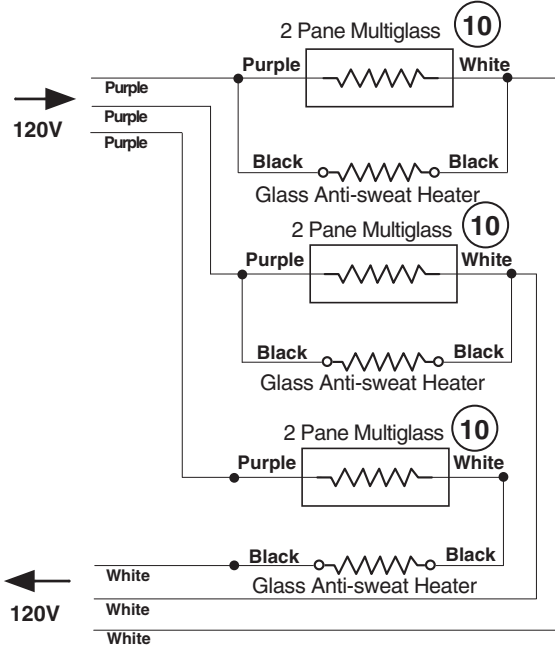 2 Pane Multiglass 10
Purple White
Purple
120V
Purple
Purple
Black Black
Glass Anti-sweat Heater
2 Pane Multiglass 10
Purple White
Black Black
Glass Anti-sweat Heater
2 Pane Multiglass 10
Purple White
Black Black
White
Glass Anti-sweat Heater
120V
White
White